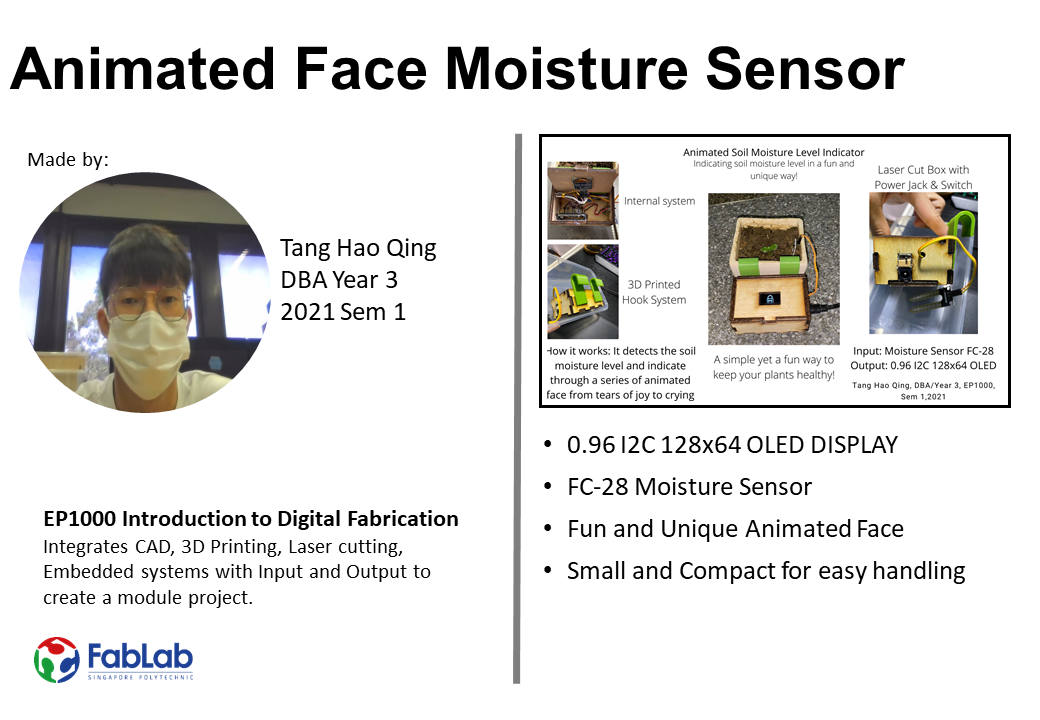 Animated Face Moisture Sensor
Made by:
Tang Hao Qing
DBA Year 3
2021 Sem 1
EP1000 Introduction to Digital Fabrication
Integrates CAD, 3D Printing, Laser cutting,
Embedded systems with Input and Output to
create a module project.
FabLab
SINGAPORE POLYTECHNIC
Animated Soil Moisture Level Indicator
Indicating soil moisture level in a fun and
unique way!
Internal system
3D Printed
Hook System
How it works: It detects the soil
moisture level and indicate
through a series of animated
face from tears of joy to crying
A simple yet a fun way to
keep your plants healthy!
Laser Cut Box with
Power Jack & Switch
Input: Moisture Sensor FC-28
Output: 0.96 I2C 128x64 OLED
Tang Hao Qing, DBA/Year 3, EP1000,
Sem 1,2021
• 0.96 I2C 128x64 OLED DISPLAY
• FC-28 Moisture Sensor
• Fun and Unique Animated Face
• Small and Compact for easy handling